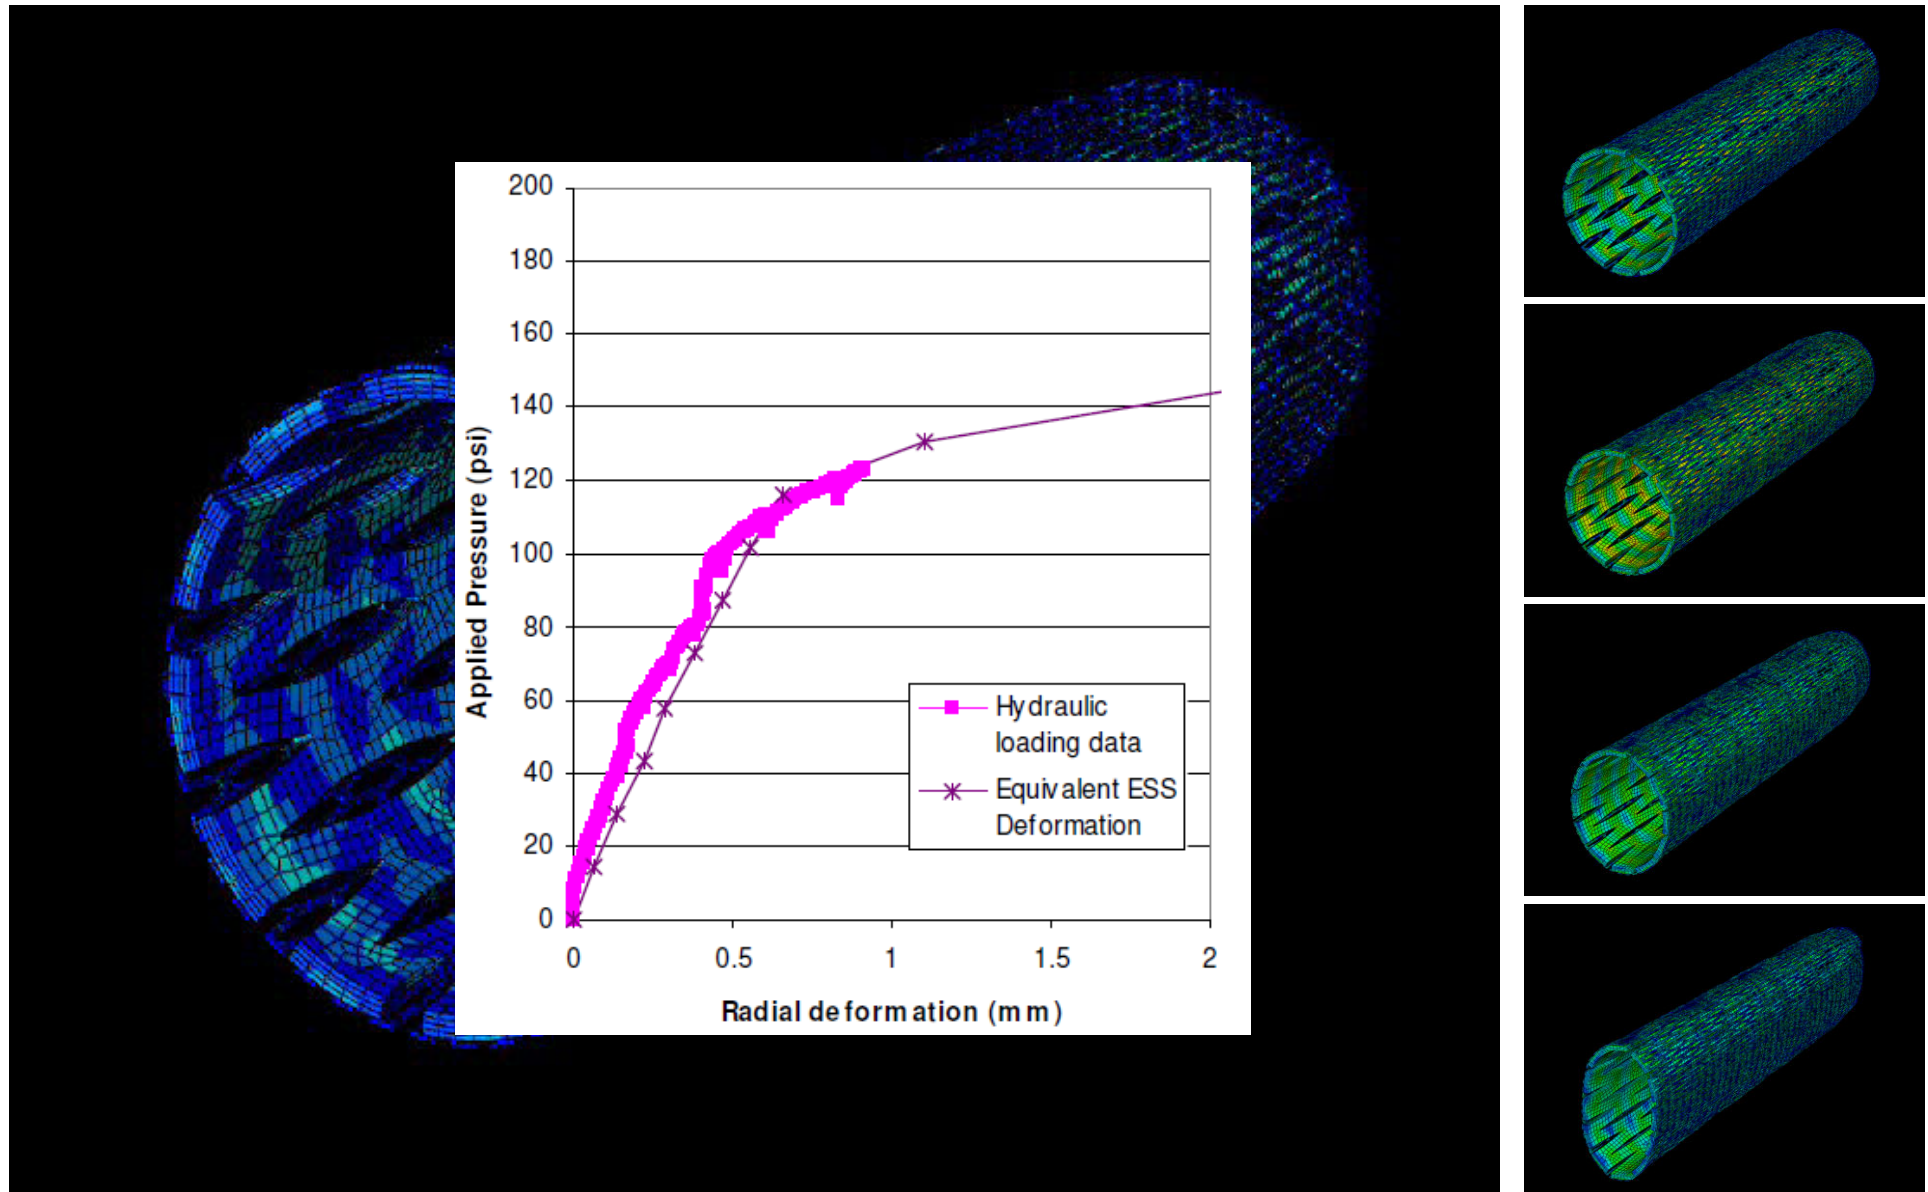 200
180
160
140
120
100
80
60
40
20
0
Applied Pressure (psi)
Hydraulic
loading data
Equivalent ESS
Deformation
0 0.5 1 1.5 2
Radial deformation (mm)